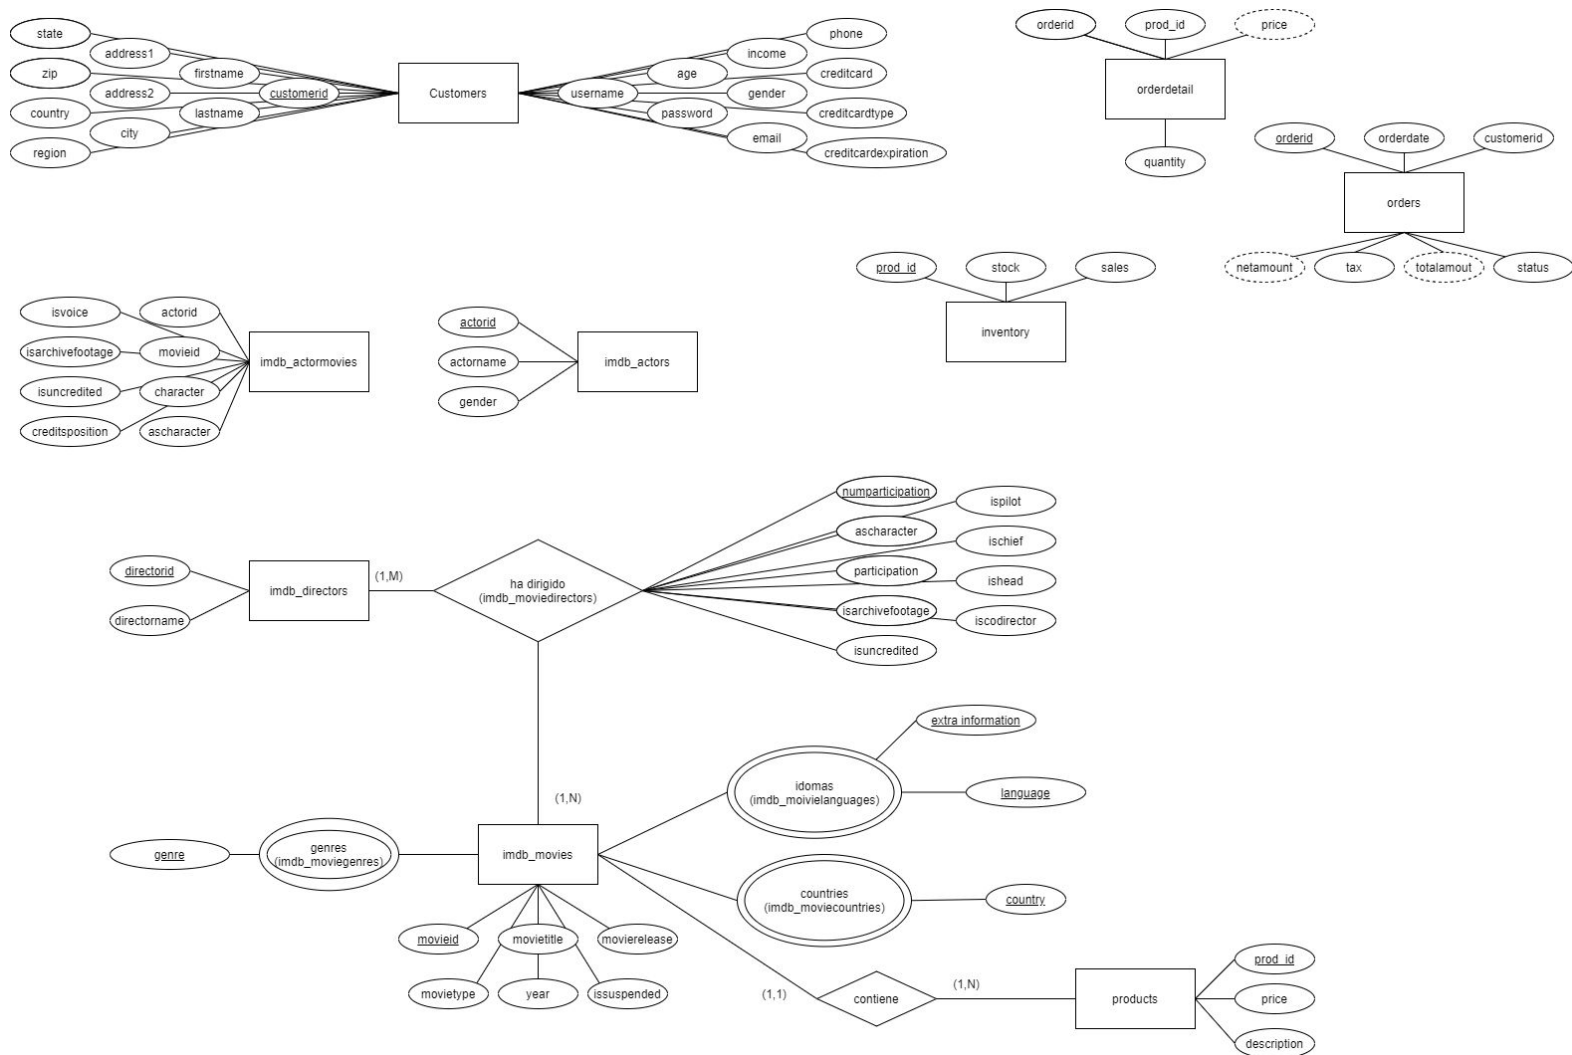 state
address1
zip
firstname
address2
customerid
country
lastname
city
region
Customers
phone
income
age
creditcard
username
gender
password
creditcardtype
email
creditcardexpiration
orderid
prod_id
price
orderdetail
quantity
orderid
orderdate
customerid
orders
netamount
tax
totalamout
status
prod_id
stock
sales
inventory
isvoice
actorid
isarchivefootage
movieid
isuncredited
character
creditsposition
ascharacter
imdb_actormovies
actorid
actorname
gender
imdb_actors
directorid
directorname
imdb_directors
(1,M)
ha dirigido
(imdb_moviedirectors)
numparticipation
ispilot
ascharacter
ischief
participation
ishead
isarchivefootage
iscodirector
isuncredited
(1,N)
extra information
idomas
(imdb_moivielanguages)
language
genre
genres
(imdb_moviegenres)
imdb_movies
countries
(imdb_moviecountries)
country
movieid
movietitle
movierelease
movietype
year
issuspended
(1,1)
contiene
(1,N)
products
prod_id
price
description